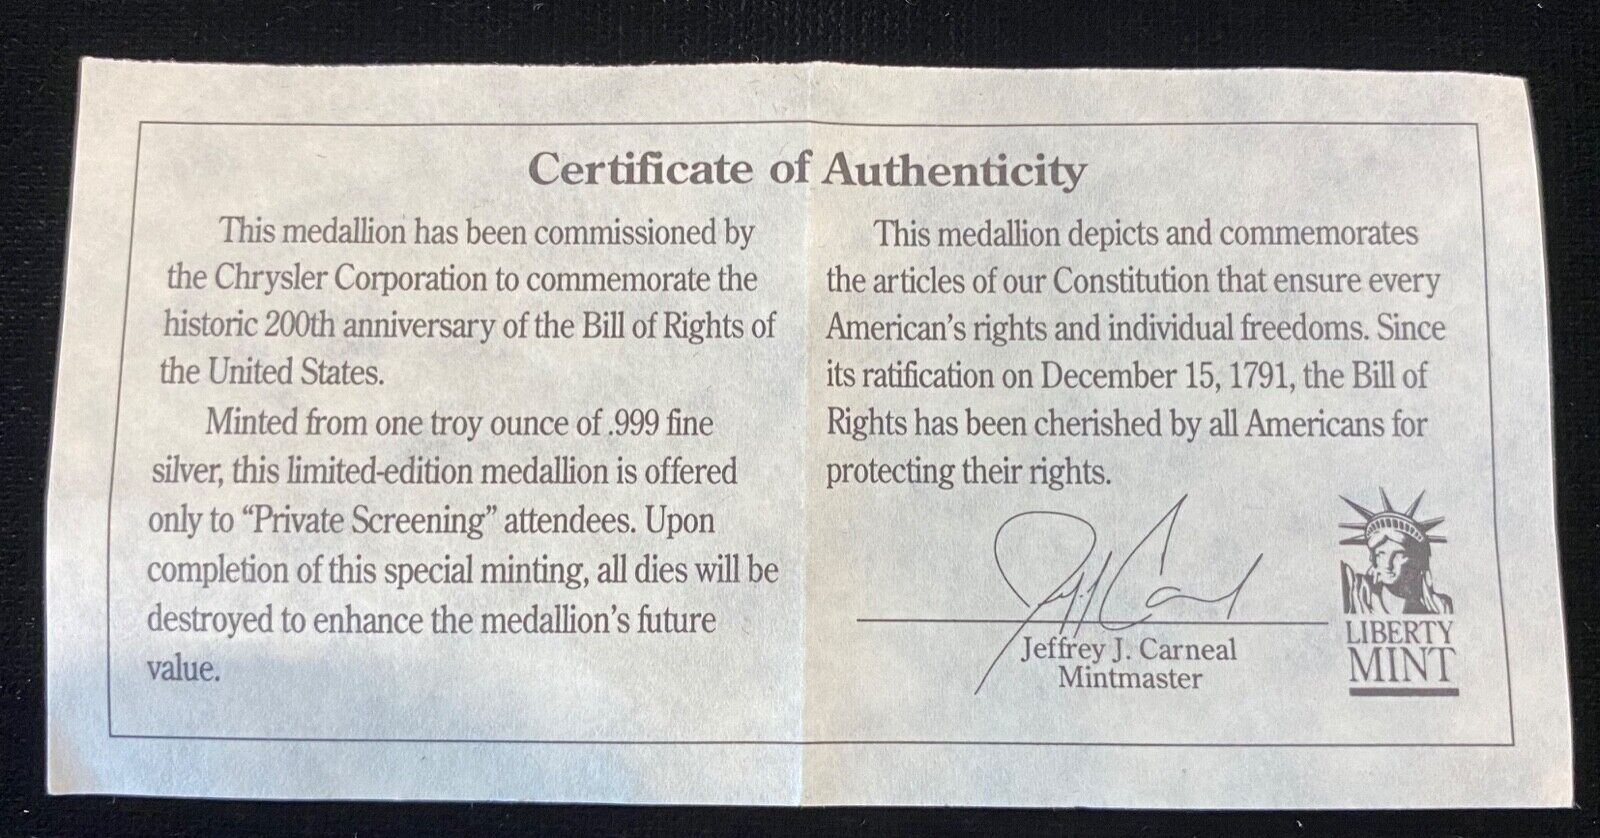 Certificate of Authenticity
This medallion has been commissioned by
the Chrysler Corporation to commemorate the
historic 200th anniversary of the Bill of Rights of
the United States.
Minted from one troy ounce of .999 fine
silver, this limited-edition medallion is offered
only to “Private Screening” attendees. Upon
completion of this special minting, all dies will be
destroyed to enhance the medallion’s future
value.
This medallion depicts and commemorates
the articles of our Constitution that ensure every
American’s rights and individual freedoms. Since
its ratification on December 15, 1791, the Bill of
Rights has been cherished by all Americans for
protecting their rights.
Jeffrey J. Carneal
Mintmaster
LIBERTY
MINT